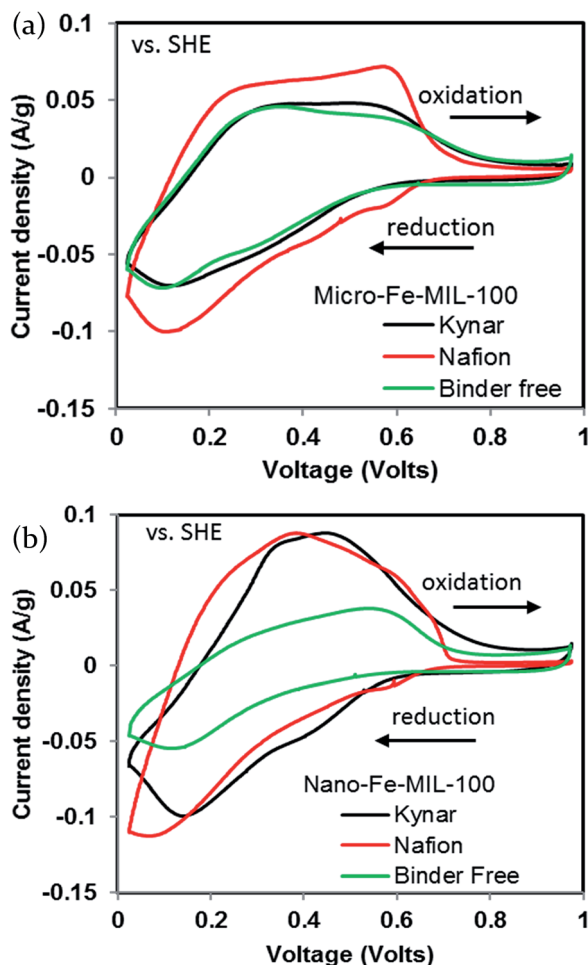 (a)
vs. SHE
0.1
0.05
0
-0.05
-0.1
-0.15
Current density (A/g)
oxidation
reduction
Micro-Fe-MIL-100
Kynar
Nafion
Binder free
0 0.2 0.4 0.6 0.8 1
Voltage (Volts)
(b)
vs. SHE
0.1
0.05
0
-0.05
-0.1
-0.15
Current density (A/g)
oxidation
reduction
Nano-Fe-MIL-100
Kynar
Nafion
Binder Free
0 0.2 0.4 0.6 0.8 1
Voltage (Volts)